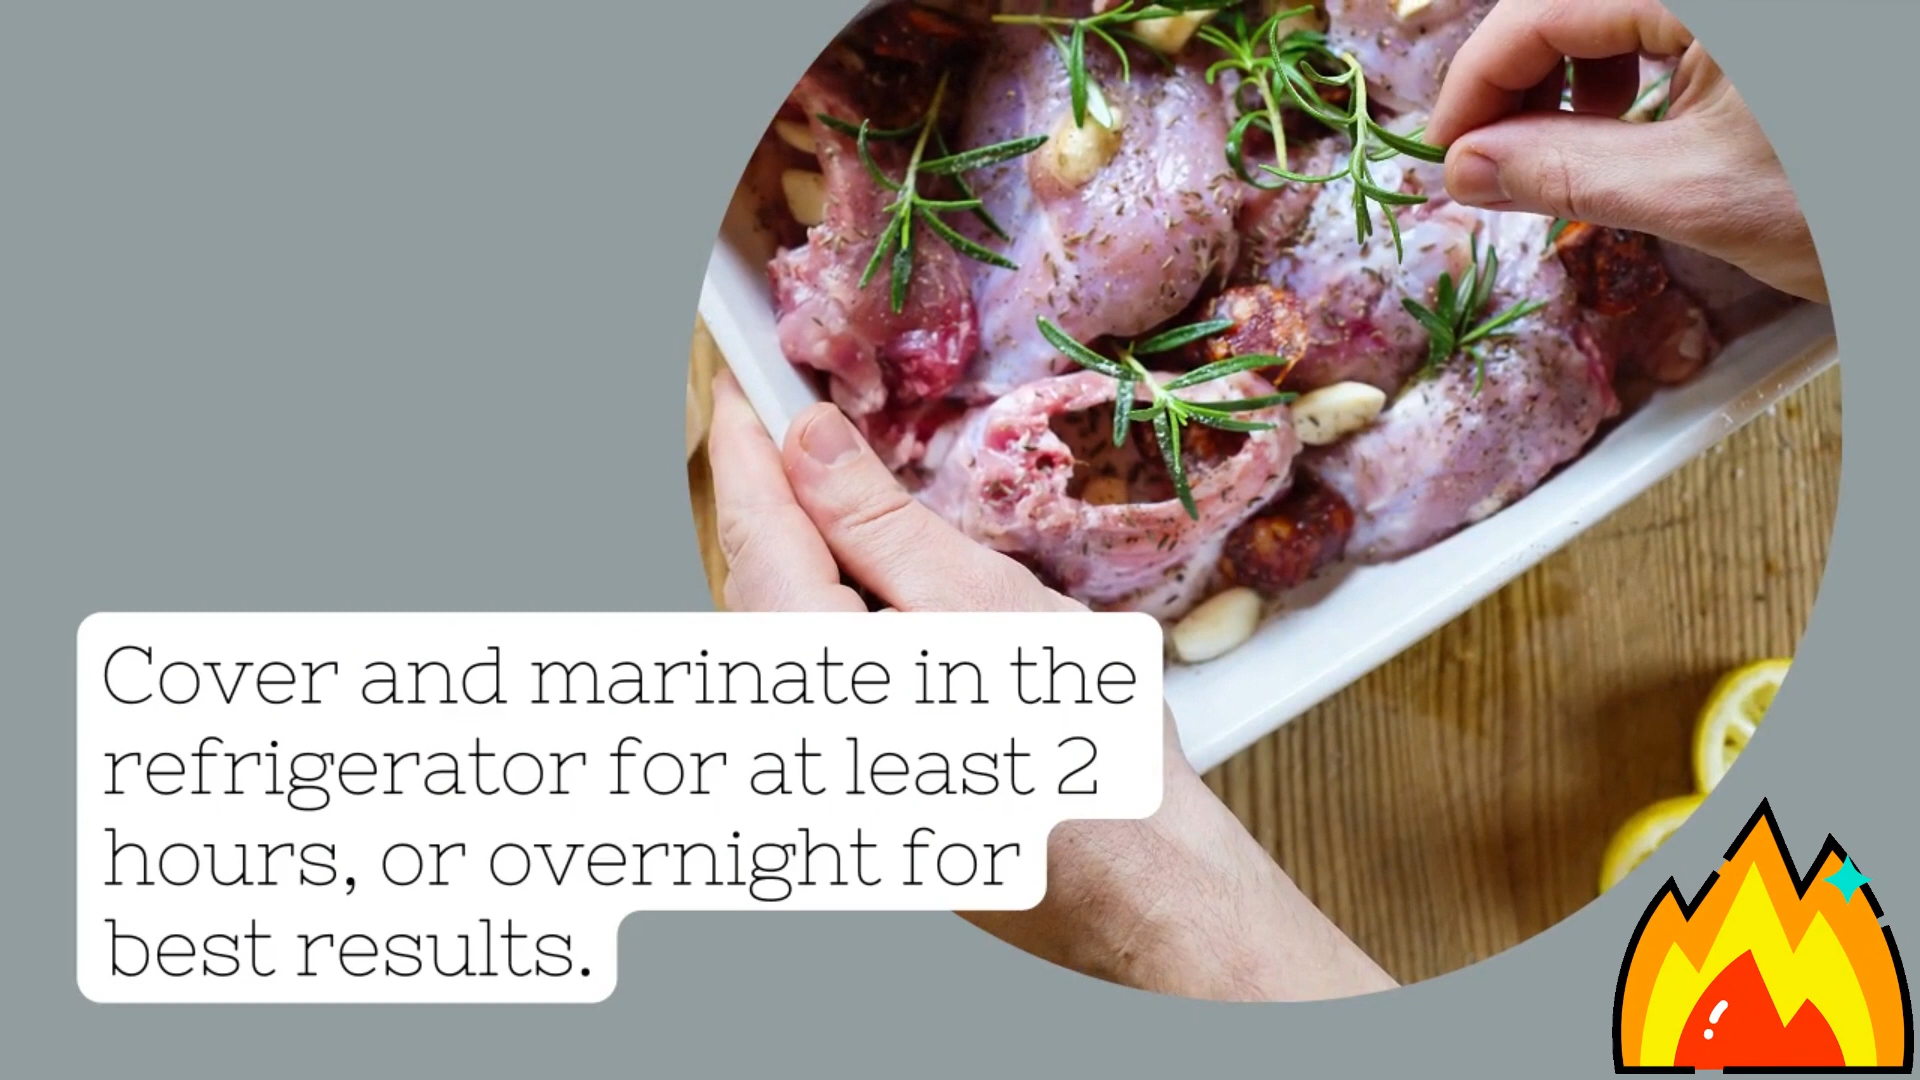 Cover and marinate in the
refrigerator for at least 2
hours, or overnight for
best results.